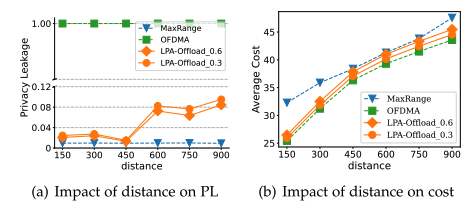 1.00
MaxRange
OFDMA
LPA-Offload_0.6
LPA-Offload_0.3
Privacy Leakage
0.12
0.08
0.04
0
150 300 450 600 750 900
distance
(a) Impact of distance on PL
45
40
35
30
25
Average Cost
MaxRange
OFDMA
LPA-Offload_0.6
LPA-Offload_0.3
150 300 450 600 750 900
distance
(b) Impact of distance on cost